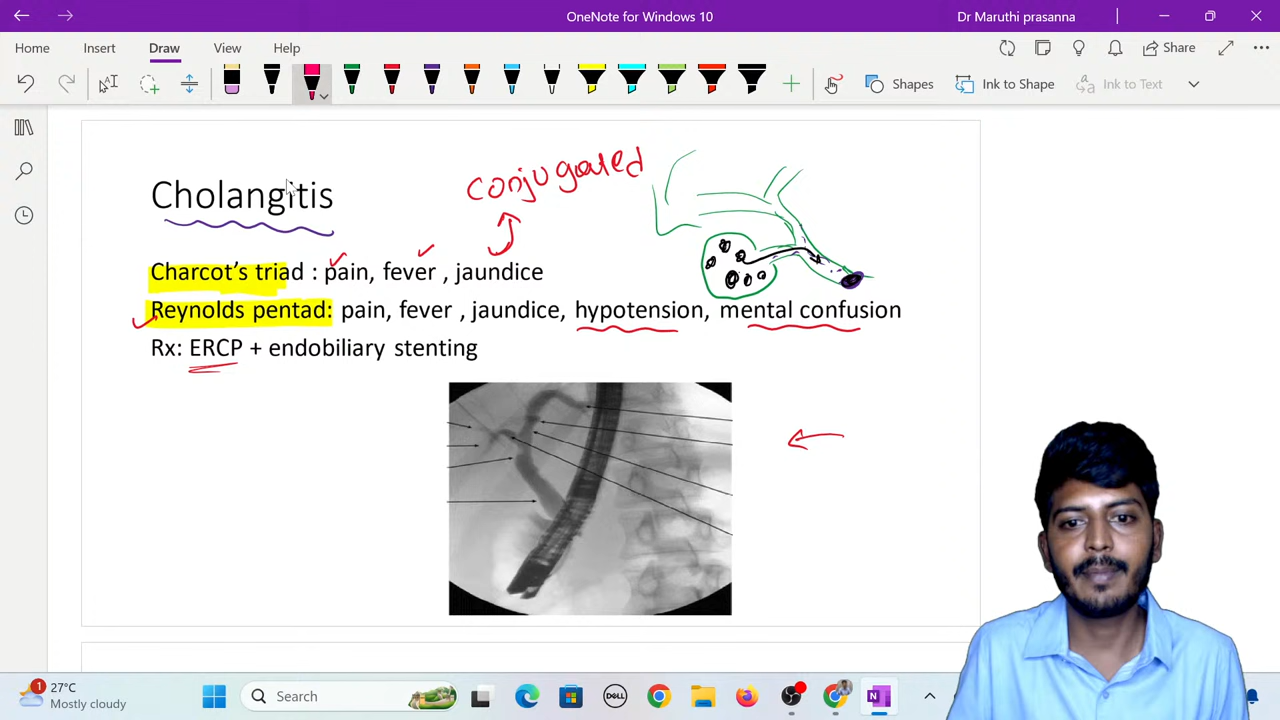 OneNote for Windows 10
Dr Maruthi prasanna
Home Insert Draw View Help
Share
Shapes
Ink to Shape
Ink to Text
conjugated
Cholangitis
Charcot's triad : pain, fever , jaundice
Reynolds pentad: pain, fever , jaundice, hypotension, mental confusion
Rx: ERCP + endobiliary stenting
1
27°C
Mostly cloudy
Search
DELL
N